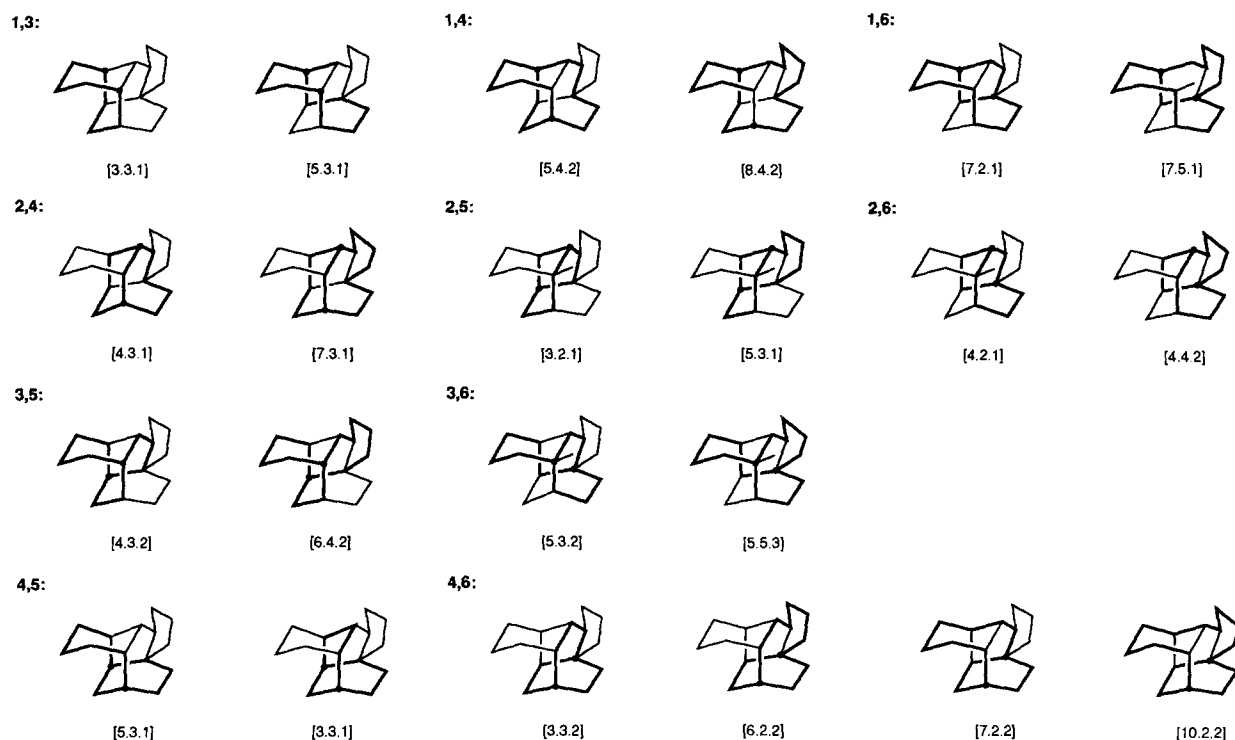 1,3: 1,4: 1,6:
[3.3.1] [5.3.1] [5.4.2] [8.4.2] [7.2.1] [7.5.1]
2,4: 2,5: 2,6:
[4.3.1] [7.3.1] [3.2.1] [5.3.1] [4.2.1] [4.4.2]
3,5: 3,6:
[4.3.2] [6.4.2] [5.3.2] [5.5.3]
4,5: 4,6:
[5.3.1] [3.3.1] [3.3.2] [6.2.2] [7.2.2] [10.2.2]